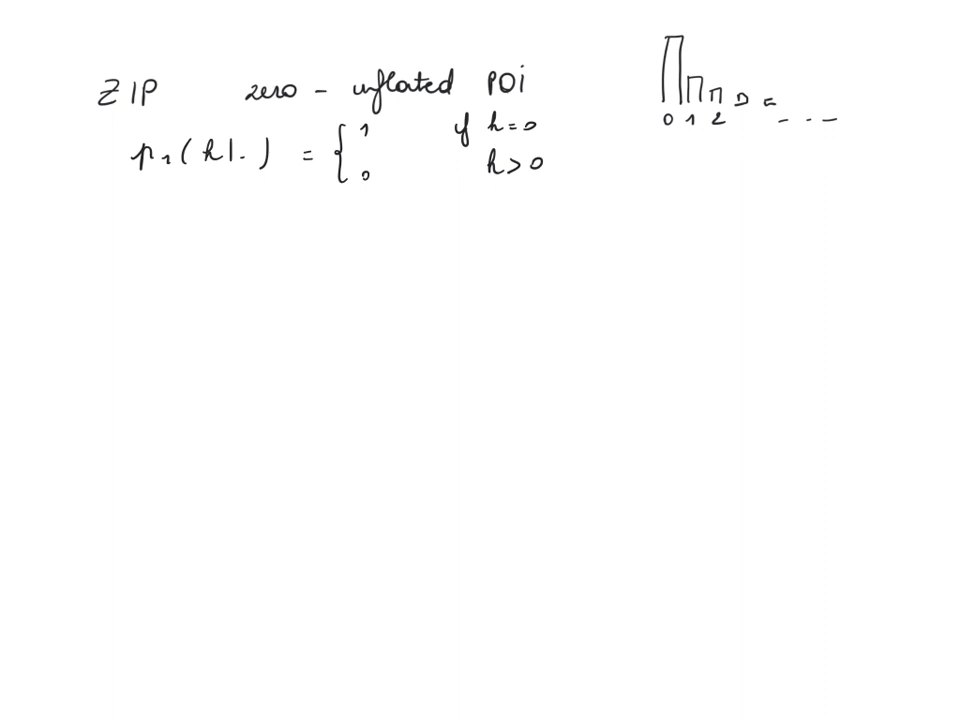 ZIP zero - inflated POI
0 1 2 - - -
p₁(h|.) = { 1 if h=0
0 h>0